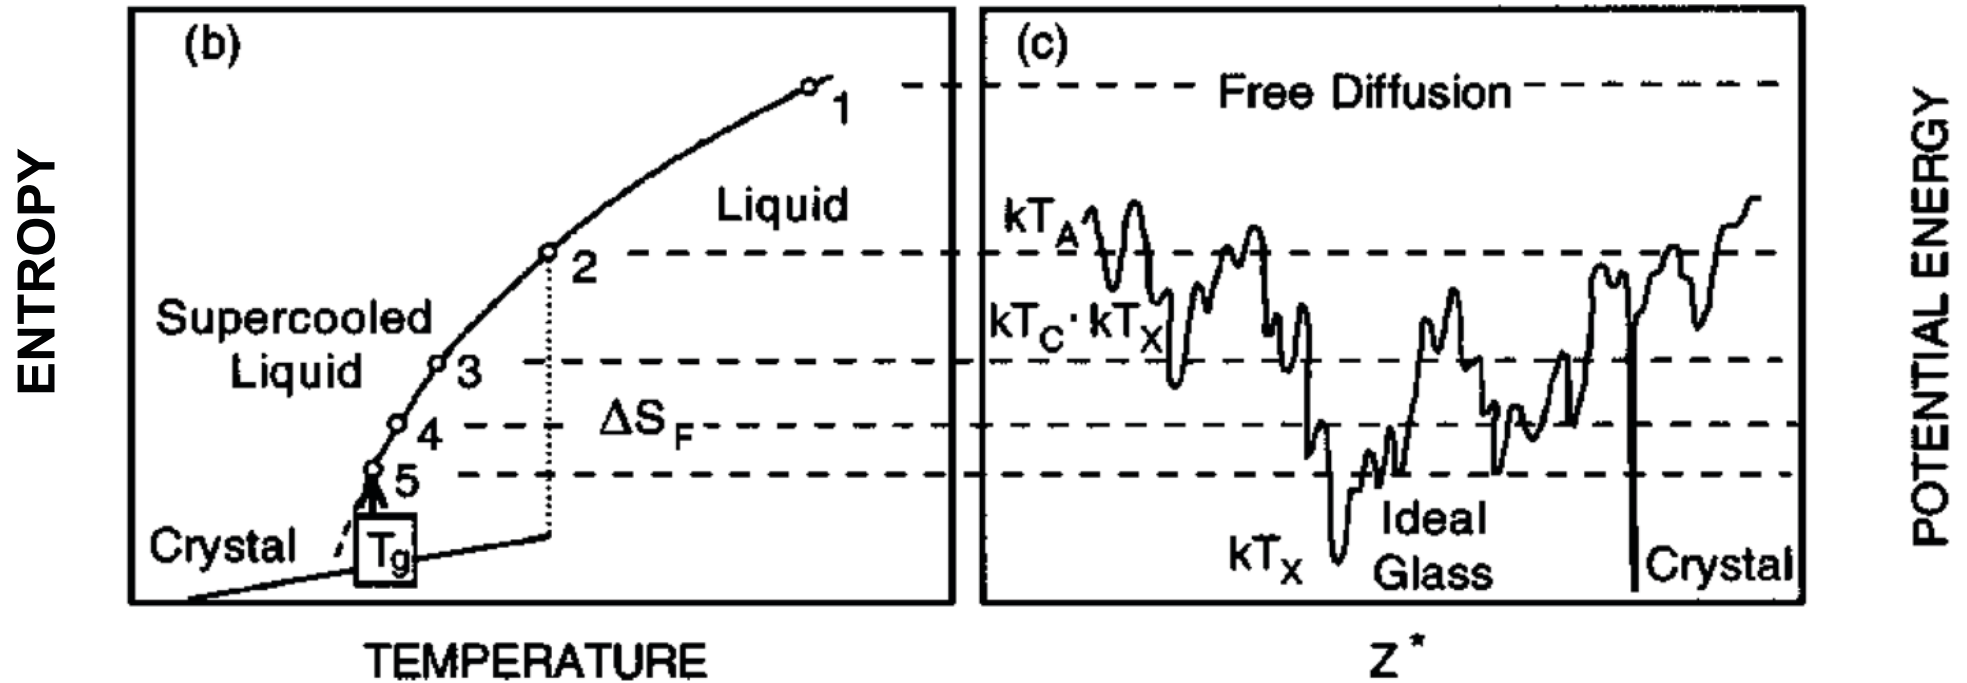 (b)
ENTROPY
1
Liquid
2
Supercooled
Liquid
3
ΔS F
4
5
Crystal
Tg
TEMPERATURE
(c)
Free Diffusion
kTA
kTC · kTX
kTX
Ideal
Glass
Crystal
Z *
POTENTIAL ENERGY